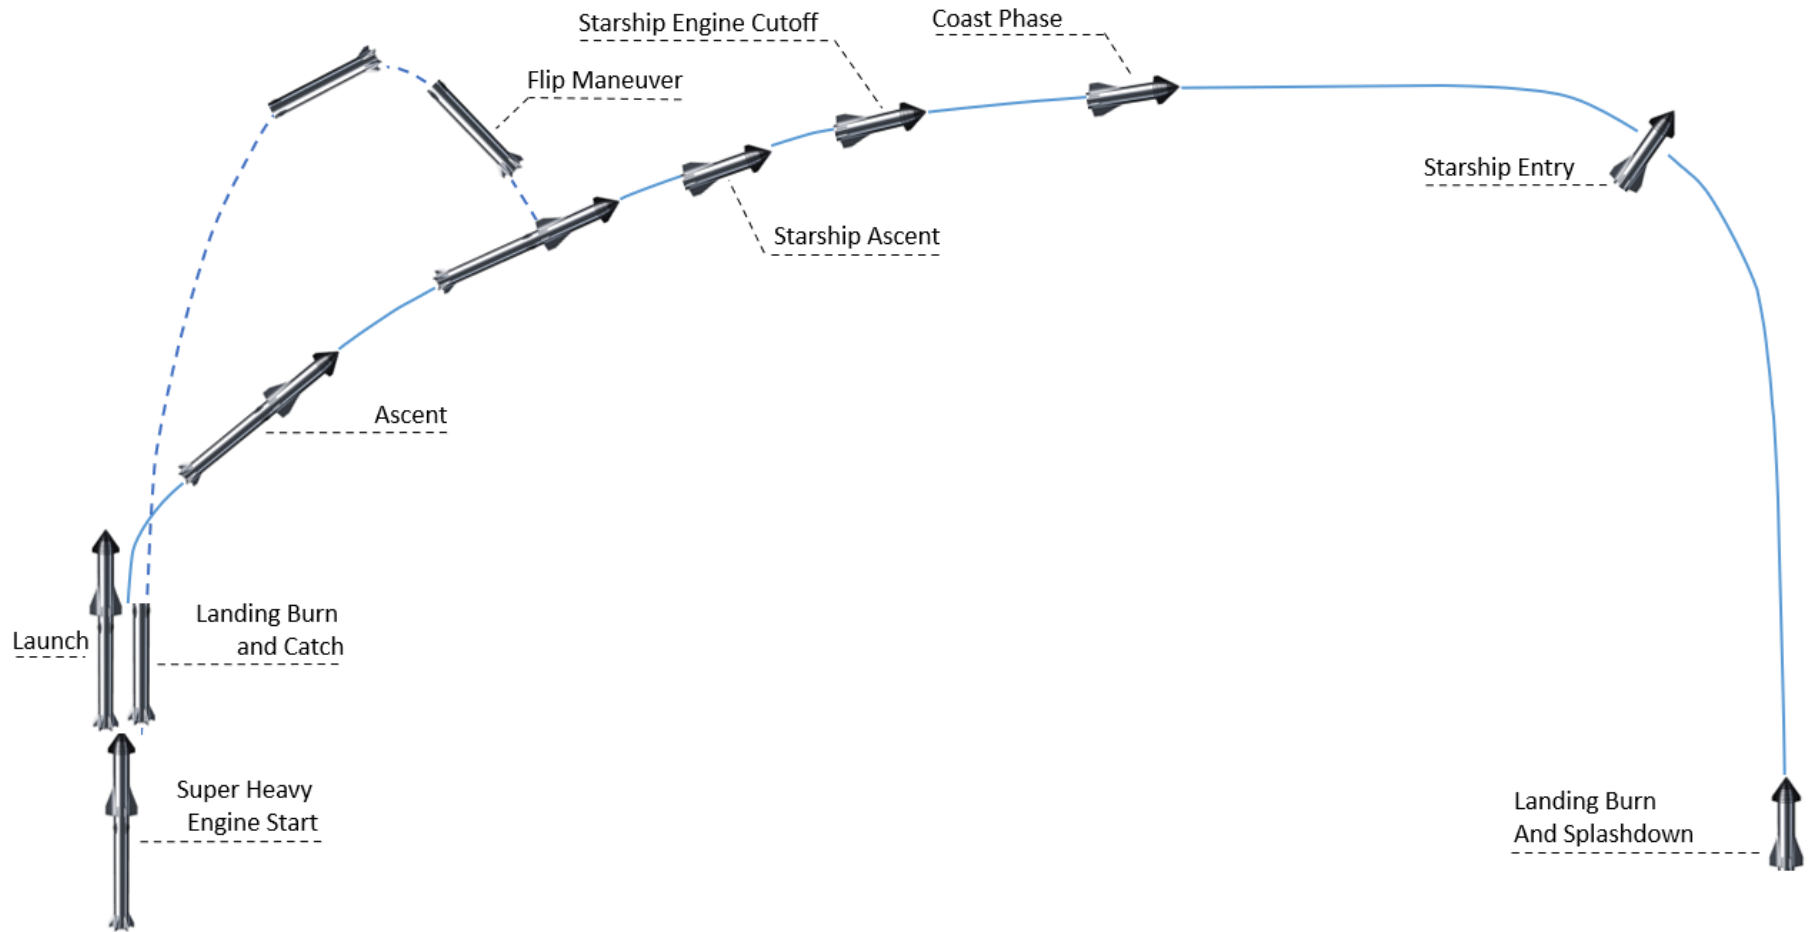 Starship Engine Cutoff
Coast Phase
Flip Maneuver
Starship Entry
Starship Ascent
Ascent
Landing Burn
and Catch
Launch
Super Heavy
Engine Start
Landing Burn
And Splashdown